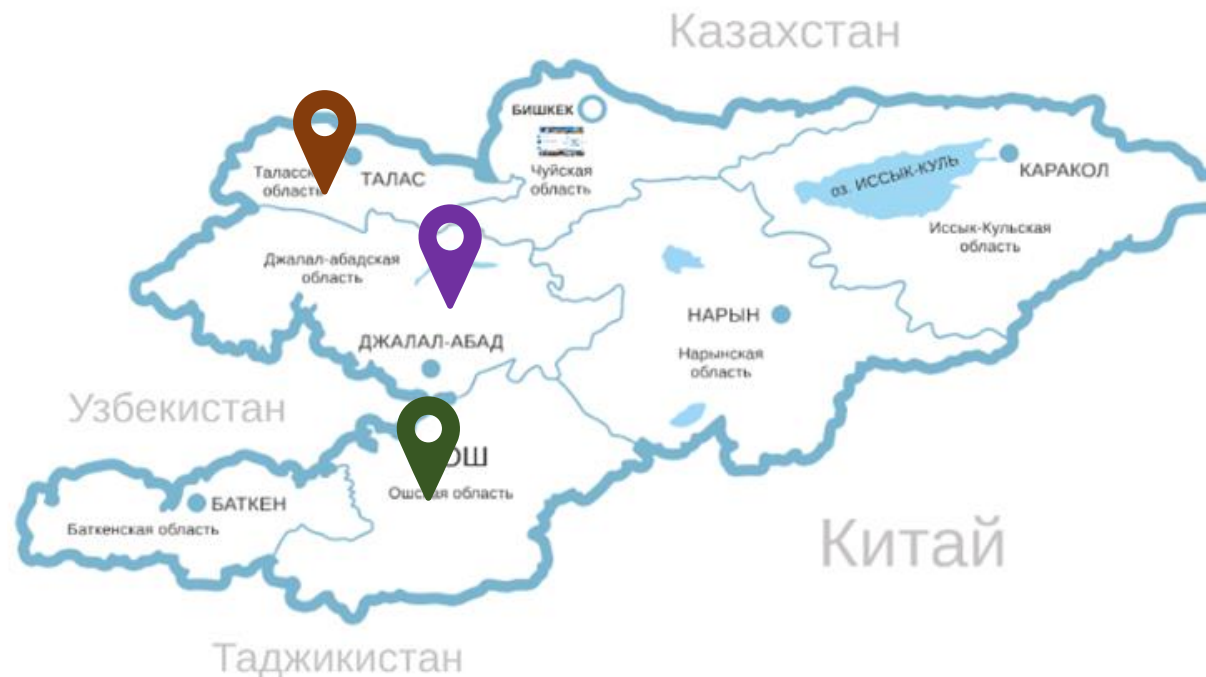 Казахстан
БИШКЕК
Чуйская
область
ТАЛАС
область
оз. ИССЫК-КУЛЬ
КАРАКОЛ
Иссык-Кульская
область
Джалал-абадская
область
НАРЫН
Нарынская
область
ДЖАЛАЛ-АБАД
Узбекистан
ОШ
Ошская область
БАТКЕН
Баткенская область
Китай
Таджикистан